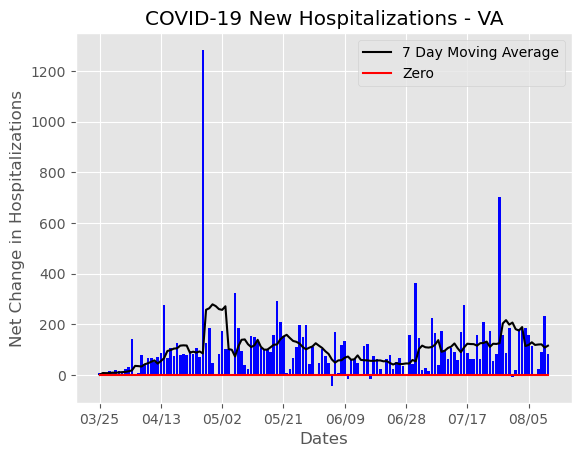 COVID-19 New Hospitalizations - VA
7 Day Moving Average
Zero
Net Change in Hospitalizations
1200
1000
800
600
400
200
0
03/25 04/13 05/02 05/21 06/09 06/28 07/17 08/05
Dates